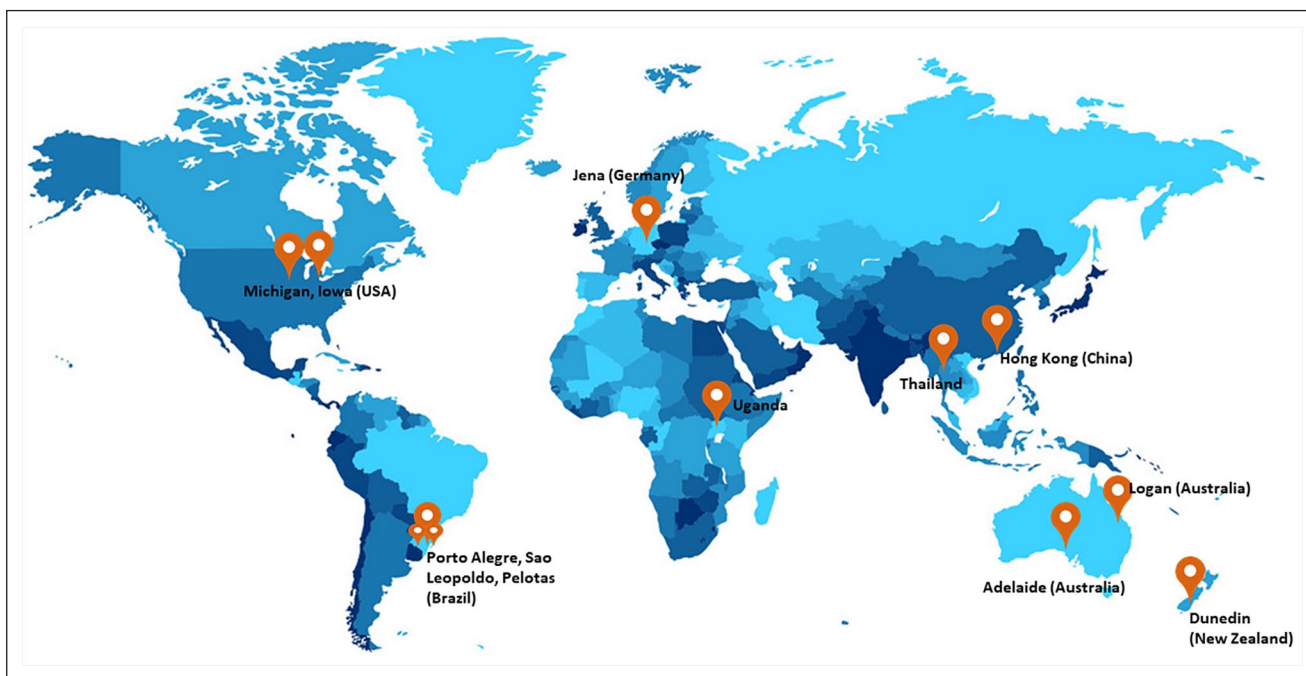 Jena (Germany)
Michigan, Iowa (USA)
Hong Kong (China)
Thailand
Uganda
Logan (Australia)
Porto Alegre, Sao
Leopoldo, Pelotas
(Brazil)
Adelaide (Australia)
Dunedin
(New Zealand)